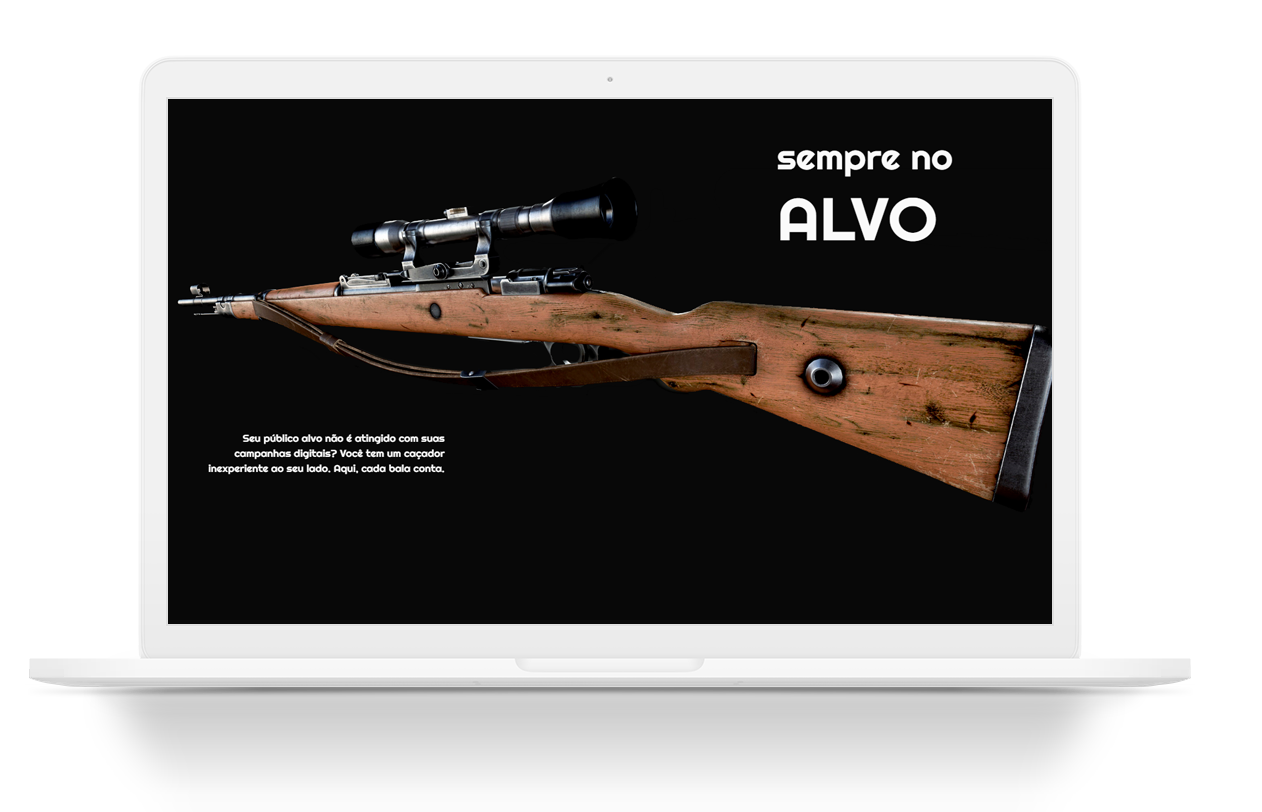 sempre no
ALVO
Seu público alvo não é atingido com suas
campanhas digitais? Você tem um caçador
inexperiente ao seu lado. Aqui, cada bala conta.